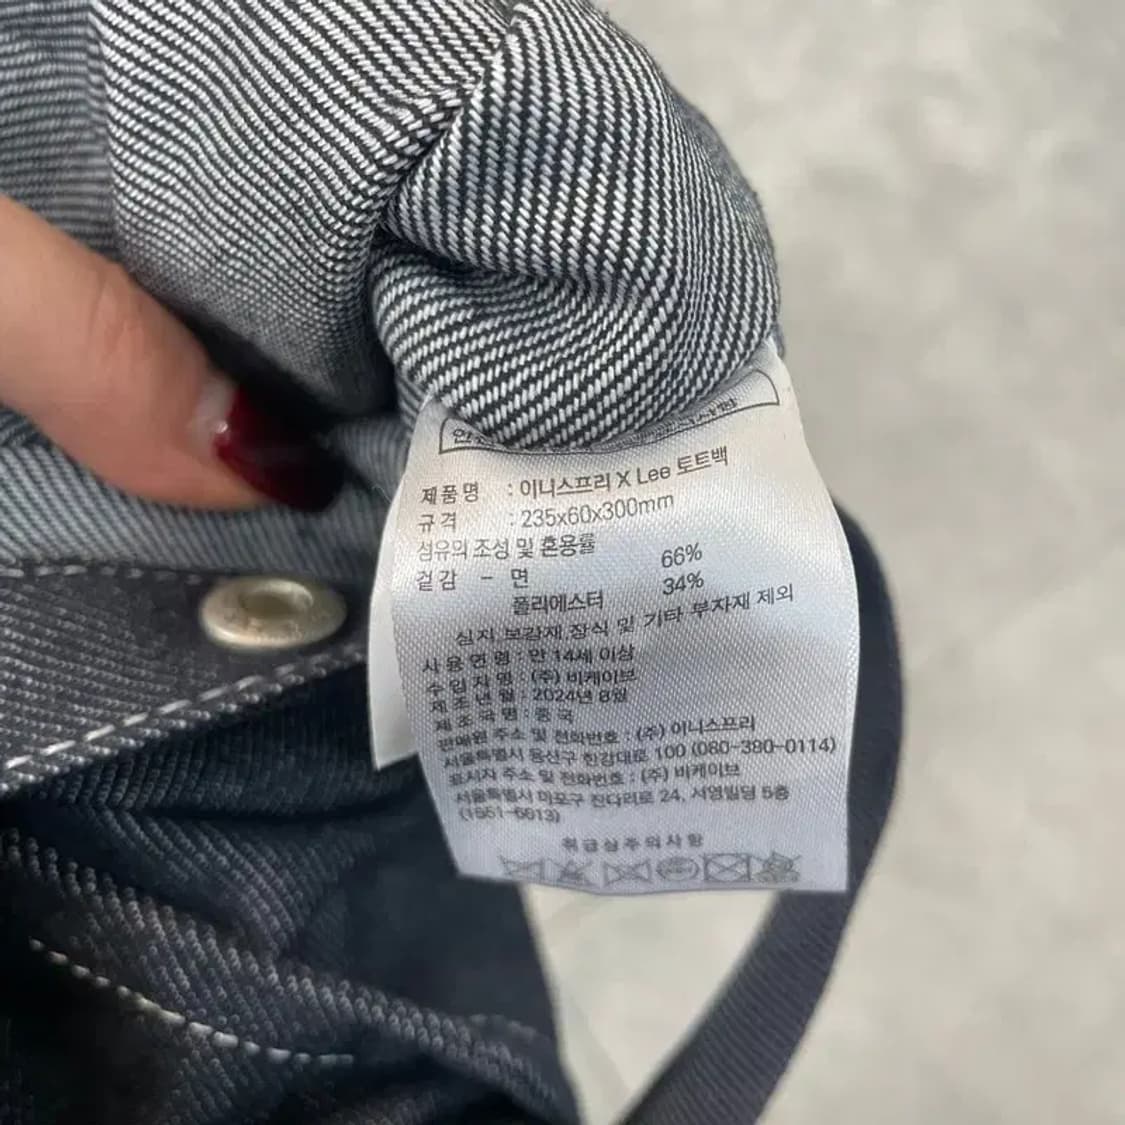 제품명 : 이니스프리 X Lee 토트백
규격 : 235x60x300mm
섬유의 조성 및 혼용률
겉감 - 면 66%
폴리에스터 34%
심지 보강재 장식 및 기타 부자재 제외
사용연령 : 만 14세 이상
수입자명 : (주) 비케이브
제조년월 : 2024년 8월
제조국명 : 중국
판매원 주소 및 전화번호 : (주) 이니스프리
서울특별시 용산구 한강대로 100 (080-380-0114)
표시자 주소 및 전화번호 : (주) 비케이브
서울특별시 마포구 잔다리로 24, 서영빌딩 5층
(1661-6613)
취급상주의사항